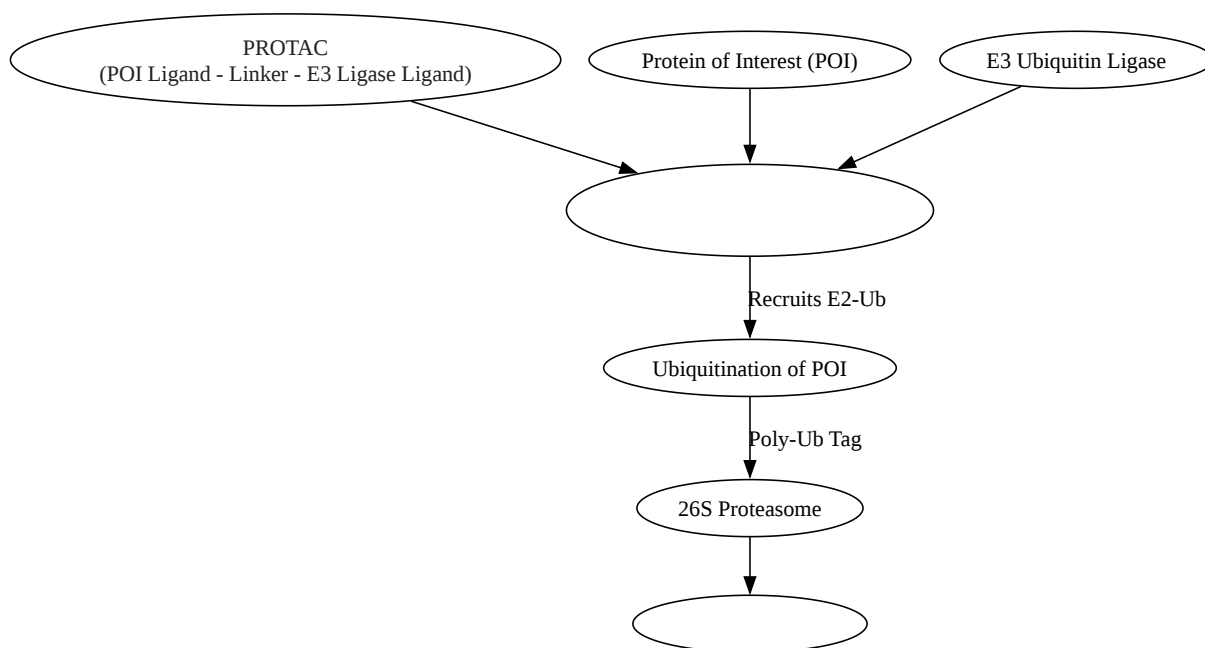 PROTAC
(POI Ligand - Linker - E3 Ligase Ligand)
Protein of Interest (POI)
E3 Ubiquitin Ligase
Recruits E2-Ub
Ubiquitination of POI
Poly-Ub Tag
26S Proteasome